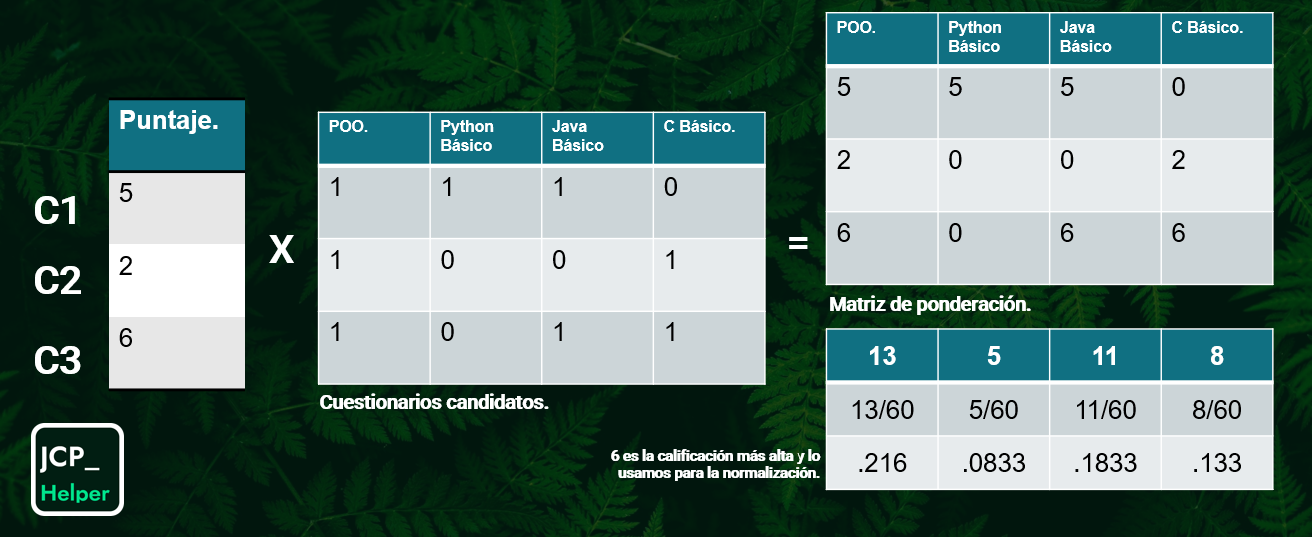 Puntaje.
C1
5
C2
2
C3
6
X
POO.
Python
Básico
Java
Básico
C Básico.
1
1
1
0
1
0
0
1
1
0
1
1
Cuestionarios candidatos.
=
POO.
Python
Básico
Java
Básico
C Básico.
5
5
5
0
2
0
0
2
6
0
6
6
Matriz de ponderación.
13
5
11
8
13/60
5/60
11/60
8/60
.216
.0833
.1833
.133
6 es la calificación más alta y lo
usamos para la normalización.
JCP_
Helper